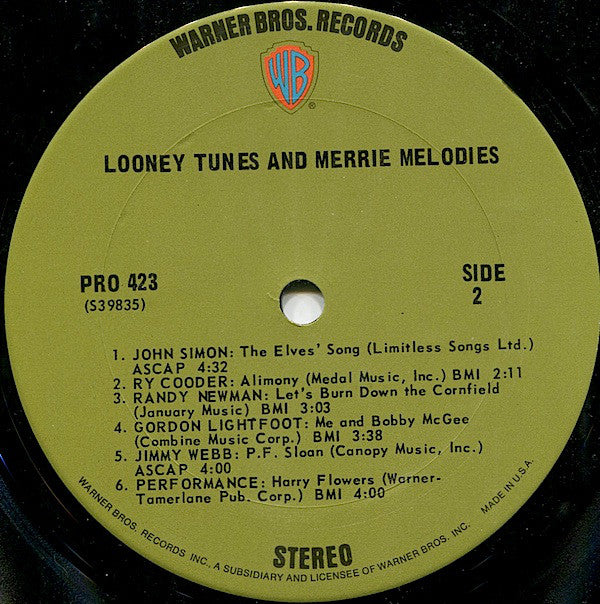 WARNER BROS. RECORDS
WB
®
LOONEY TUNES AND MERRIE MELODIES
PRO 423
(S39835)
SIDE
2
1. JOHN SIMON: The Elves' Song (Limitless Songs Ltd.)
ASCAP 4:32
2. RY COODER: Alimony (Medal Music, Inc.) BMI 2:11
3. RANDY NEWMAN: Let's Burn Down the Cornfield
(January Music) BMI 3:03
4. GORDON LIGHTFOOT: Me and Bobby McGee
(Combine Music Corp.) BMI 3:38
5. JIMMY WEBB: P.F. Sloan (Canopy Music, Inc.)
ASCAP 4:00
6. PERFORMANCE: Harry Flowers (Warner-
Tamerlane Pub. Corp.) BMI 4:00
STEREO
WARNER BROS. RECORDS INC., A SUBSIDIARY AND LICENSEE OF WARNER BROS. INC.
MADE IN U.S.A.